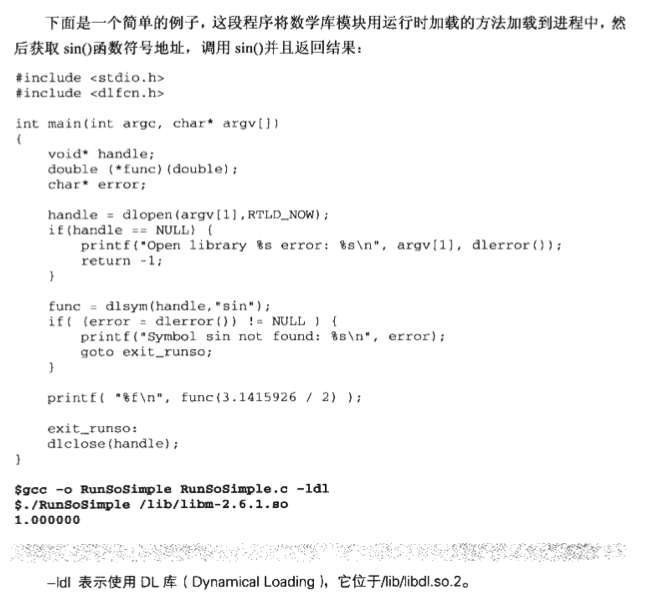 下面是一个简单的例子，这段程序将数学库模块用运行时加载的方法加载到进程中，然
后获取 sin()函数符号地址，调用 sin()并且返回结果：
#include <stdio.h>
#include <dlfcn.h>
int main(int argc, char* argv[])
{
    void* handle;
    double (*func)(double);
    char* error;
    handle = dlopen(argv[1],RTLD_NOW);
    if(handle == NULL) {
        printf("Open library %s error: %s\n", argv[1], dlerror());
        return -1;
    }
    func = dlsym(handle,"sin");
    if( (error = dlerror()) != NULL ) {
        printf("Symbol sin not found: %s\n", error);
        goto exit_runso;
    }
    printf( "%f\n", func(3.1415926 / 2) );
    exit_runso:
    dlclose(handle);
}
$gcc -o RunSoSimple RunSoSimple.c -ldl
$./RunSoSimple /lib/libm-2.6.1.so
1.000000
-ldl 表示使用 DL 库（Dynamical Loading），它位于/lib/libdl.so.2。